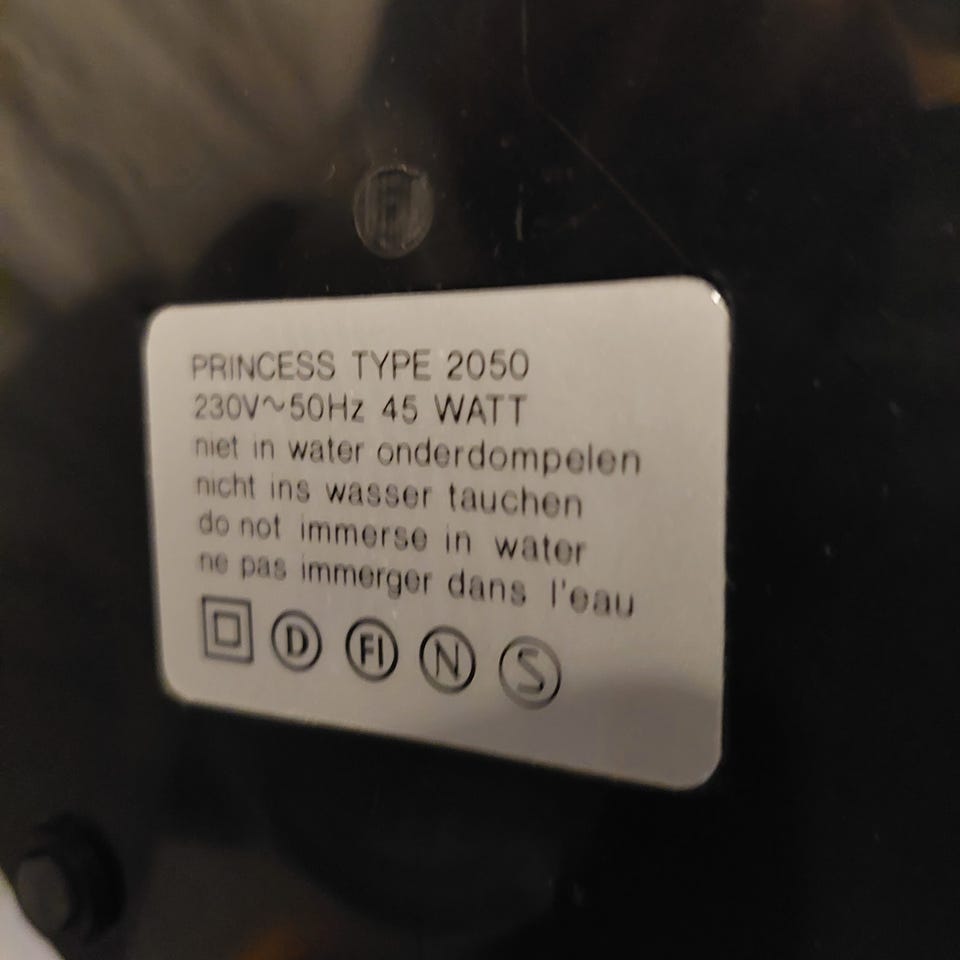 PRINCESS TYPE 2050
230V~50Hz 45 WATT
niet in water onderdompelen
nicht ins wasser tauchen
do not immerse in water
ne pas immerger dans l'eau
D FI N S